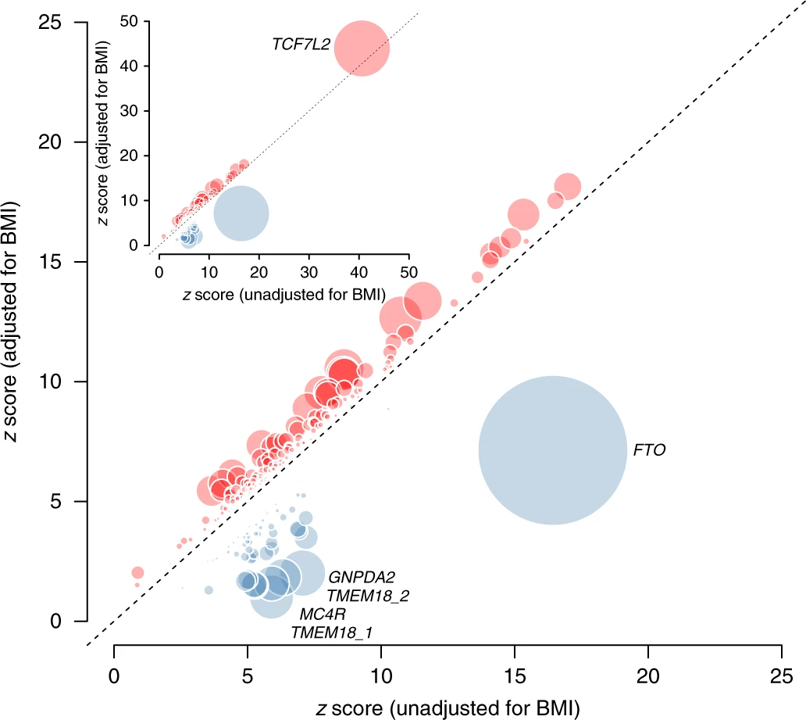 25
20
15
10
5
0
z score (adjusted for BMI)
50
40
30
20
10
0
z score (adjusted for BMI)
TCF7L2
0 10 20 30 40 50
z score (unadjusted for BMI)
FTO
GNPDA2
TMEM18_2
MC4R
TMEM18_1
0 5 10 15 20 25
z score (unadjusted for BMI)